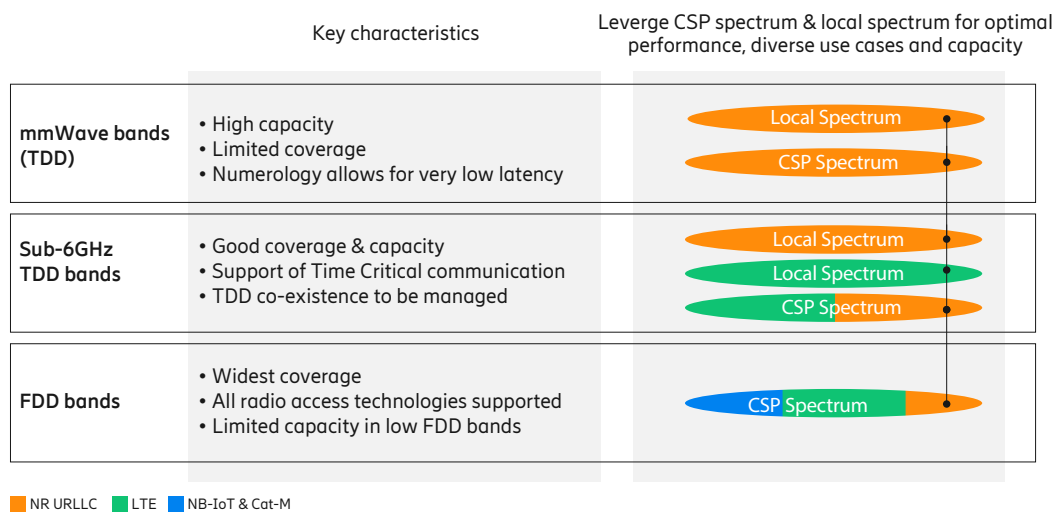 Key characteristics
Leverge CSP spectrum & local spectrum for optimal
performance, diverse use cases and capacity
mmWave bands
(TDD)
• High capacity
• Limited coverage
• Numerology allows for very low latency
Local Spectrum
CSP Spectrum
Sub-6GHz
TDD bands
• Good coverage & capacity
• Support of Time Critical communication
• TDD co-existence to be managed
Local Spectrum
Local Spectrum
CSP Spectrum
FDD bands
• Widest coverage
• All radio access technologies supported
• Limited capacity in low FDD bands
CSP Spectrum
NR URLLC
LTE
NB-IoT & Cat-M